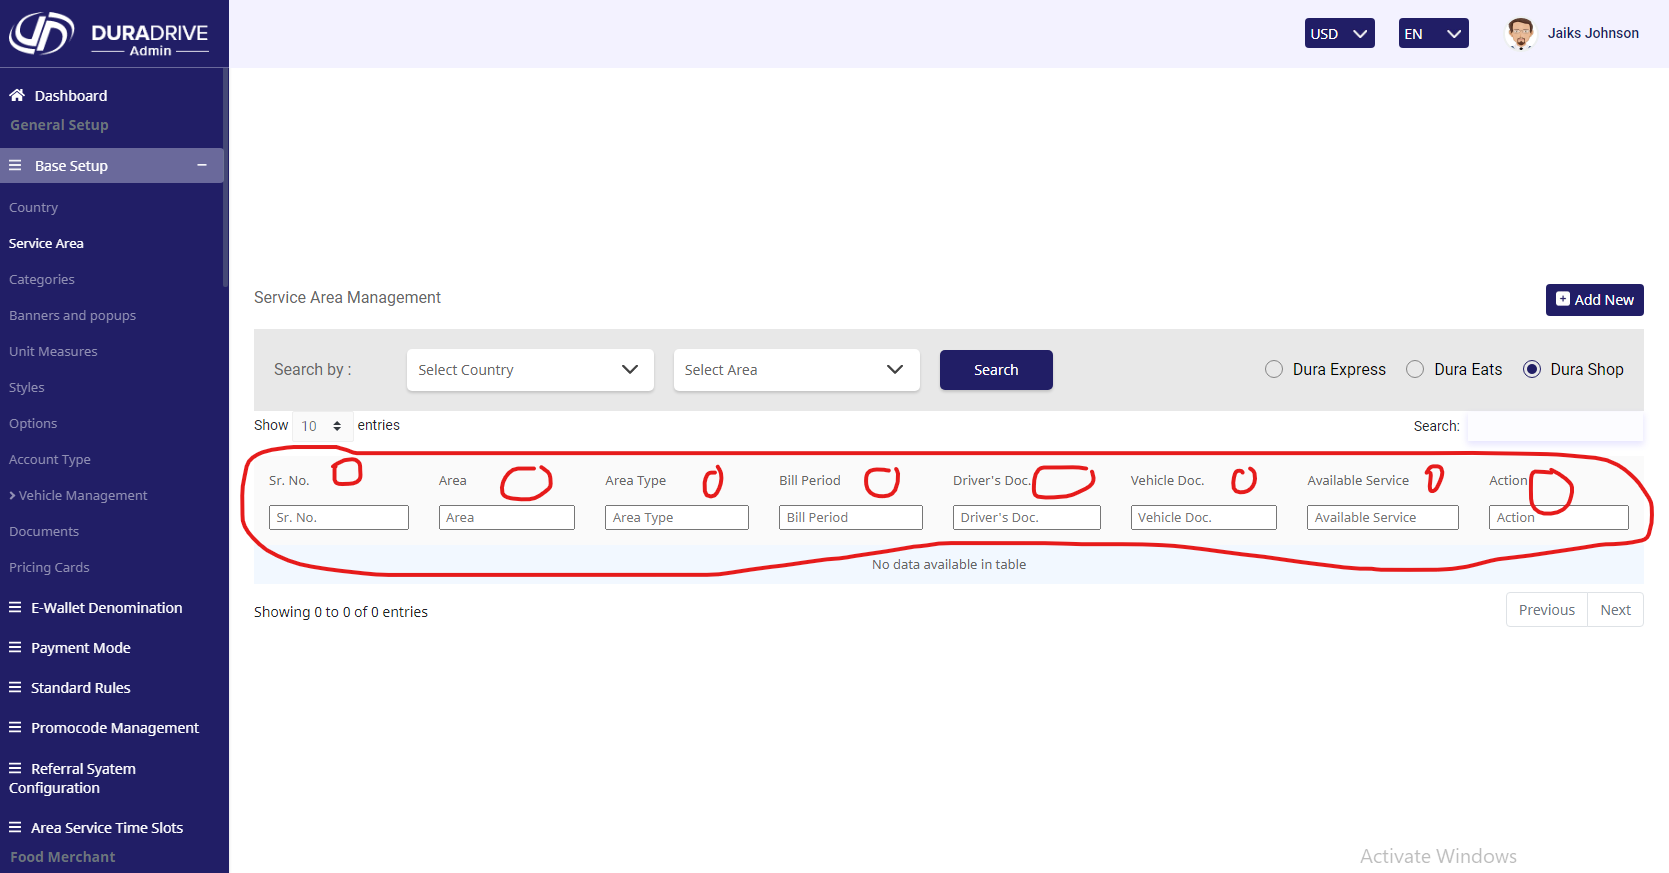 DURADRIVE
Admin
USD
EN
Jaiks Johnson
Dashboard
General Setup
Base Setup
Country
Service Area
Categories
Banners and popups
Unit Measures
Styles
Options
Account Type
Vehicle Management
Documents
Pricing Cards
E-Wallet Denomination
Payment Mode
Standard Rules
Promocode Management
Referral Syatem
Configuration
Area Service Time Slots
Food Merchant
Service Area Management
Add New
Search by :
Select Country
Select Area
Search
Dura Express
Dura Eats
Dura Shop
Show 10 entries
Search:
Sr. No. Area Area Type Bill Period Driver's Doc. Vehicle Doc. Available Service Action
Sr. No. Area Area Type Bill Period Driver's Doc. Vehicle Doc. Available Service Action
No data available in table
Showing 0 to 0 of 0 entries
Previous Next
Activate Windows